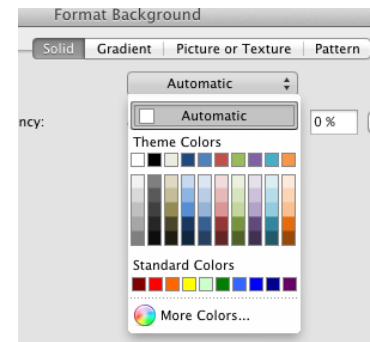 Format Background
Solid Gradient Picture or Texture Pattern
Automatic
ncy:
Automatic
0 %
Theme Colors
Standard Colors
More Colors...